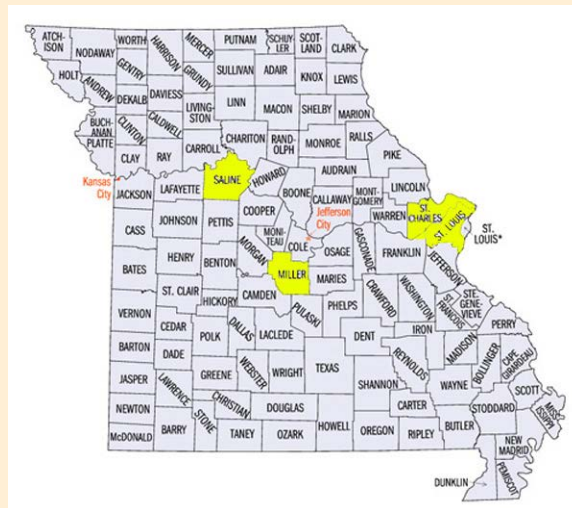 ATCH-
ISON
NODAWAY
WORTH
HARRISON
MERCER
PUTNAM
SCHUY-
LER
SCOT-
LAND
CLARK
HOLT
ANDREW
GENTRY
GRUNDY
SULLIVAN
ADAIR
KNOX
LEWIS
DEKALB
DAVIESS
LIVING-
STON
LINN
MACON
SHELBY
MARION
BUCH-
ANAN
CLINTON
CALDWELL
CHARITON
RAND-
OLPH
MONROE
RALLS
PLATTE
CLAY
RAY
CARROLL
PIKE
Kansas
City
JACKSON
LAFAYETTE
SALINE
HOWARD
BOONE
AUDRAIN
CALLAWAY
MONT-
GOMERY
LINCOLN
CASS
JOHNSON
PETTIS
COOPER
MONI-
TEAU
COLE
Jefferson
City
OSAGE
GASCONADE
WARREN
ST.
CHARLES
ST. LOUIS
ST.
LOUIS*
BATES
HENRY
BENTON
MORGAN
MILLER
MARIES
FRANKLIN
JEFFERSON
VERNON
ST. CLAIR
HICKORY
CAMDEN
PULASKI
PHELPS
CRAWFORD
WASHINGTON
ST.
FRANCOIS
STE.
GENE-
VIEVE
PERRY
BARTON
CEDAR
POLK
DALLAS
LACLEDE
DENT
IRON
MADISON
BOLLINGER
CAPE
GIRARDEAU
JASPER
DADE
GREENE
WEBSTER
WRIGHT
TEXAS
REYNOLDS
SHANNON
WAYNE
SCOTT
MISS-
ISSIPPI
NEWTON
LAWRENCE
CHRISTIAN
DOUGLAS
CARTER
STODDARD
McDONALD
BARRY
STONE
TANEY
OZARK
HOWELL
OREGON
RIPLEY
BUTLER
NEW
MADRID
DUNKLIN
PEMISCOT